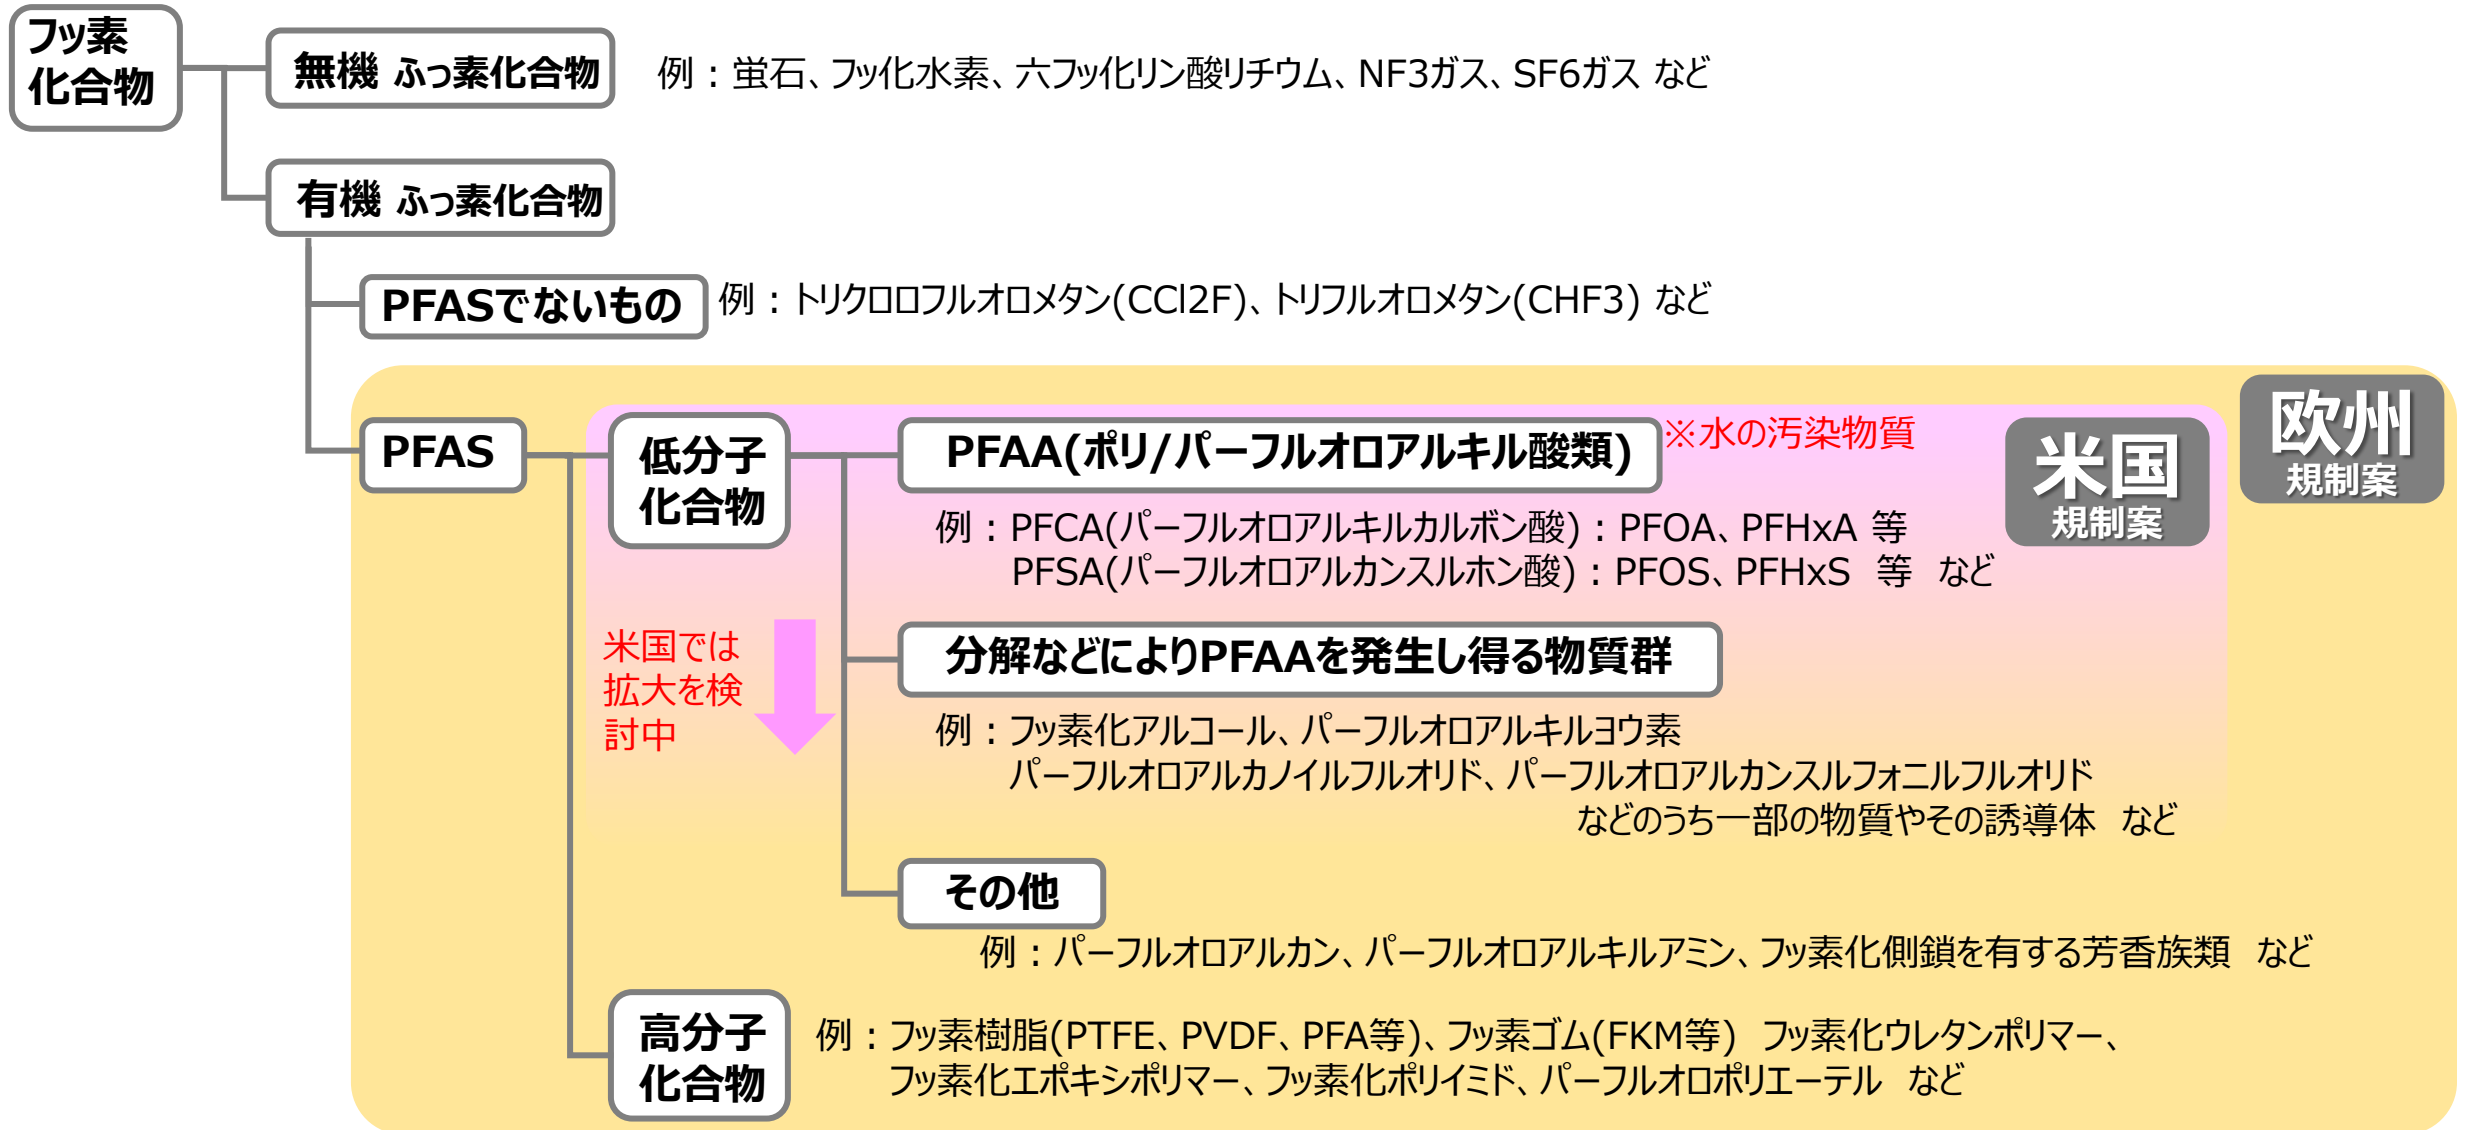 フッ素
化合物
無機 ふっ素化合物
例：蛍石、フッ化水素、六フッ化リン酸リチウム、NF3ガス、SF6ガス など
有機 ふっ素化合物
PFASでないもの
例：トリクロロフルオロメタン(CCl2F)、トリフルオロメタン(CHF3) など
欧州
規制案
米国
規制案
PFAS
低分子
化合物
PFAA(ポリ/パーフルオロアルキル酸類)
※水の汚染物質
例：PFCA(パーフルオロアルキルカルボン酸)：PFOA、PFHxA 等
PFSA(パーフルオロアルカンスルホン酸)：PFOS、PFHxS 等 など
米国では
拡大を検
討中
分解などによりPFAAを発生し得る物質群
例：フッ素化アルコール、パーフルオロアルキルヨウ素
パーフルオロアルカノイルフルオリド、パーフルオロアルカンスルフォニルフルオリド
などのうち一部の物質やその誘導体 など
その他
例：パーフルオロアルカン、パーフルオロアルキルアミン、フッ素化側鎖を有する芳香族類 など
高分子
化合物
例：フッ素樹脂(PTFE、PVDF、PFA等)、フッ素ゴム(FKM等) フッ素化ウレタンポリマー、
フッ素化エポキシポリマー、フッ素化ポリイミド、パーフルオロポリエーテル など